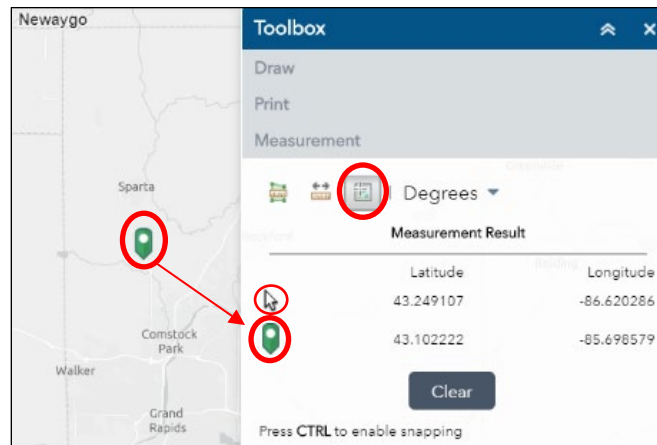 Newaygo
Sparta
Comstock
Park
Walker
Grand
Rapids
Toolbox
Draw
Print
Measurement
Degrees
Measurement Result
Latitude Longitude
43.249107 -86.620286
43.102222 -85.698579
Clear
Press CTRL to enable snapping